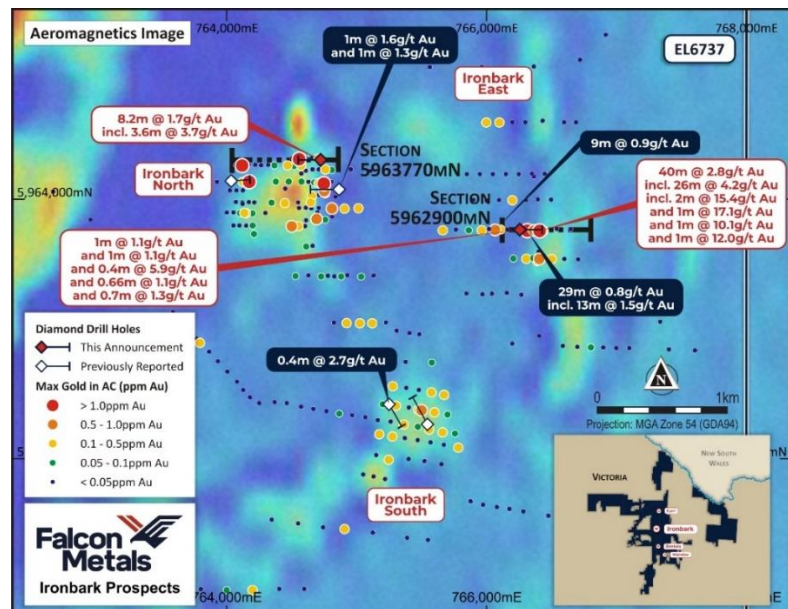 Aeromagnetics Image
764,000mE
766,000mE
768,000mE
EL6737
1m @ 1.6g/t Au
and 1m @ 1.3g/t Au
Ironbark
East
8.2m @ 1.7g/t Au
incl. 3.6m @ 3.7g/t Au
SECTION
5963770mN
9m @ 0.9g/t Au
Ironbark
North
5,964,000mN
SECTION
5962900mN
40m @ 2.8g/t Au
incl. 26m @ 4.2g/t Au
incl. 2m @ 15.4g/t Au
and 1m @ 17.1g/t Au
and 1m @ 10.1g/t Au
and 1m @ 12.0g/t Au
1m @ 1.1g/t Au
and 1m @ 1.1g/t Au
and 0.4m @ 5.9g/t Au
and 0.66m @ 1.1g/t Au
and 0.7m @ 1.3g/t Au
29m @ 0.8g/t Au
incl. 13m @ 1.5g/t Au
Diamond Drill Holes
This Announcement
Previously Reported
Max Gold in AC (ppm Au)
> 1.0ppm Au
0.5 - 1.0ppm Au
0.1 - 0.5ppm Au
0.05 - 0.1ppm Au
< 0.05ppm Au
0.4m @ 2.7g/t Au
N
0
1km
Projection: MGA Zone 54 (GDA94)
Ironbark
South
NEW SOUTH
WALES
VICTORIA
Ironbark
Falcon
Metals
Ironbark Prospects
764,000mE
766,000mE